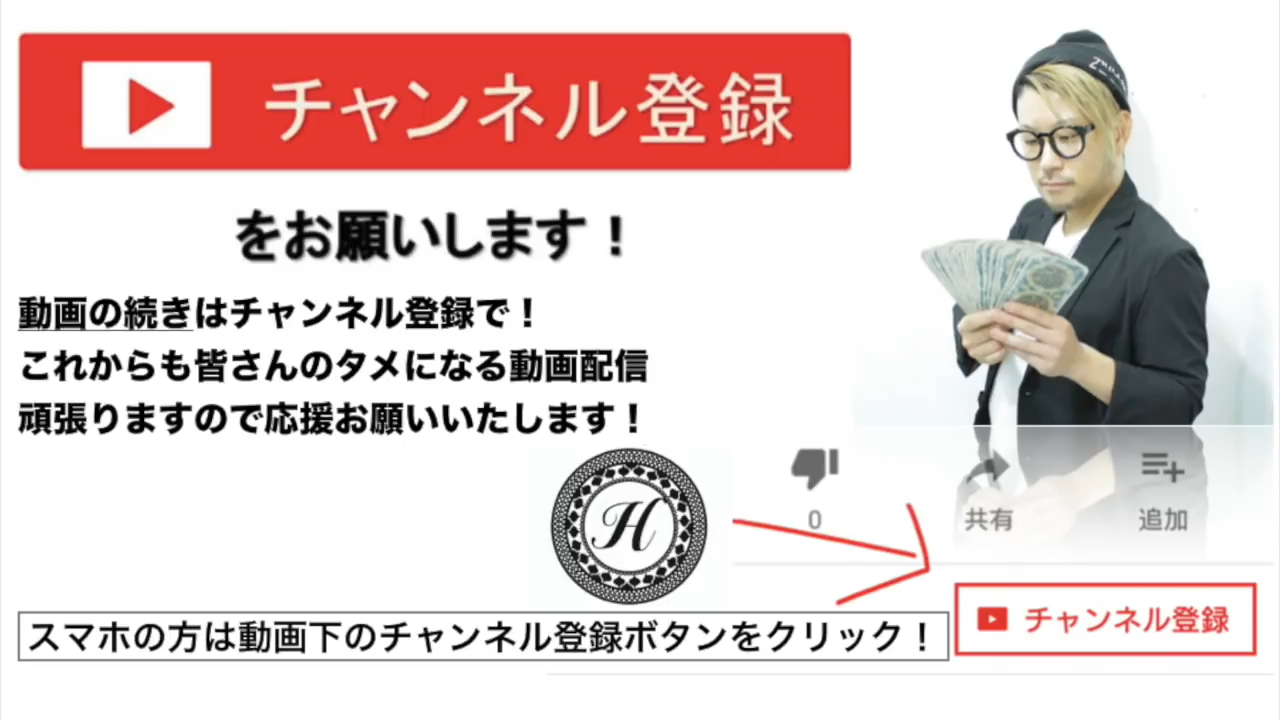 チャンネル登録
をお願いします！
動画の続きはチャンネル登録で！
これからも皆さんのタメになる動画配信
頑張りますので応援お願いいたします！
H
0
共有
追加
チャンネル登録
スマホの方は動画下のチャンネル登録ボタンをクリック！